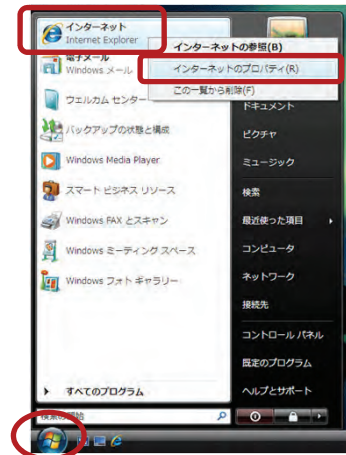 インターネット
Internet Explorer
インターネットの参照(B)
インターネットのプロパティ(R)
この一覧から削除(F)
電子メール
Windows メール
ウェルカム センター
バックアップの状態と構成
Windows Media Player
スマート ビジネス リソース
Windows FAX とスキャン
Windows ミーティング スペース
Windows フォト ギャラリー
すべてのプログラム
ドキュメント
ピクチャ
ミュージック
検索
最近使った項目
コンピュータ
ネットワーク
接続先
コントロール パネル
既定のプログラム
ヘルプとサポート
検索の開始